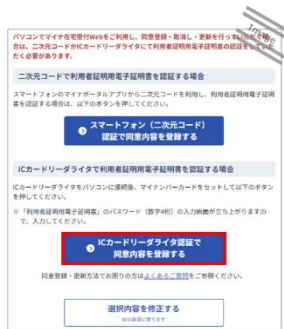 Image
パソコンでマイナ在宅受付Webをご利用し、同意登録・取消し・更新を行っていただく場
合は、二次元コードかICカードリーダライタにて利用者証明用電子証明書の認証をしていた
だく必要があります。
二次元コードで利用者証明用電子証明書を認証する場合
スマートフォンのマイナポータルアプリから二次元コードを利用し、利用者証明用電子証明
書を認証する場合は、以下のボタンを押してください。
スマートフォン（二次元コード）
認証で同意内容を登録する
ICカードリーダライタで利用者証明用電子証明書を認証する場合
ICカードリーダライタをパソコンに接続後、マイナンバーカードをセットして以下のボタン
を押してください。
※「利用者証明用電子証明書」のパスワード（数字4桁）の入力画面が立ち上がりますの
で、入力してください。
ICカードリーダライタ認証で
同意内容を登録する
同意登録・更新方法でお困りの方はよくあるご質問をご参照ください。
選択内容を修正する
前の画面に戻ります